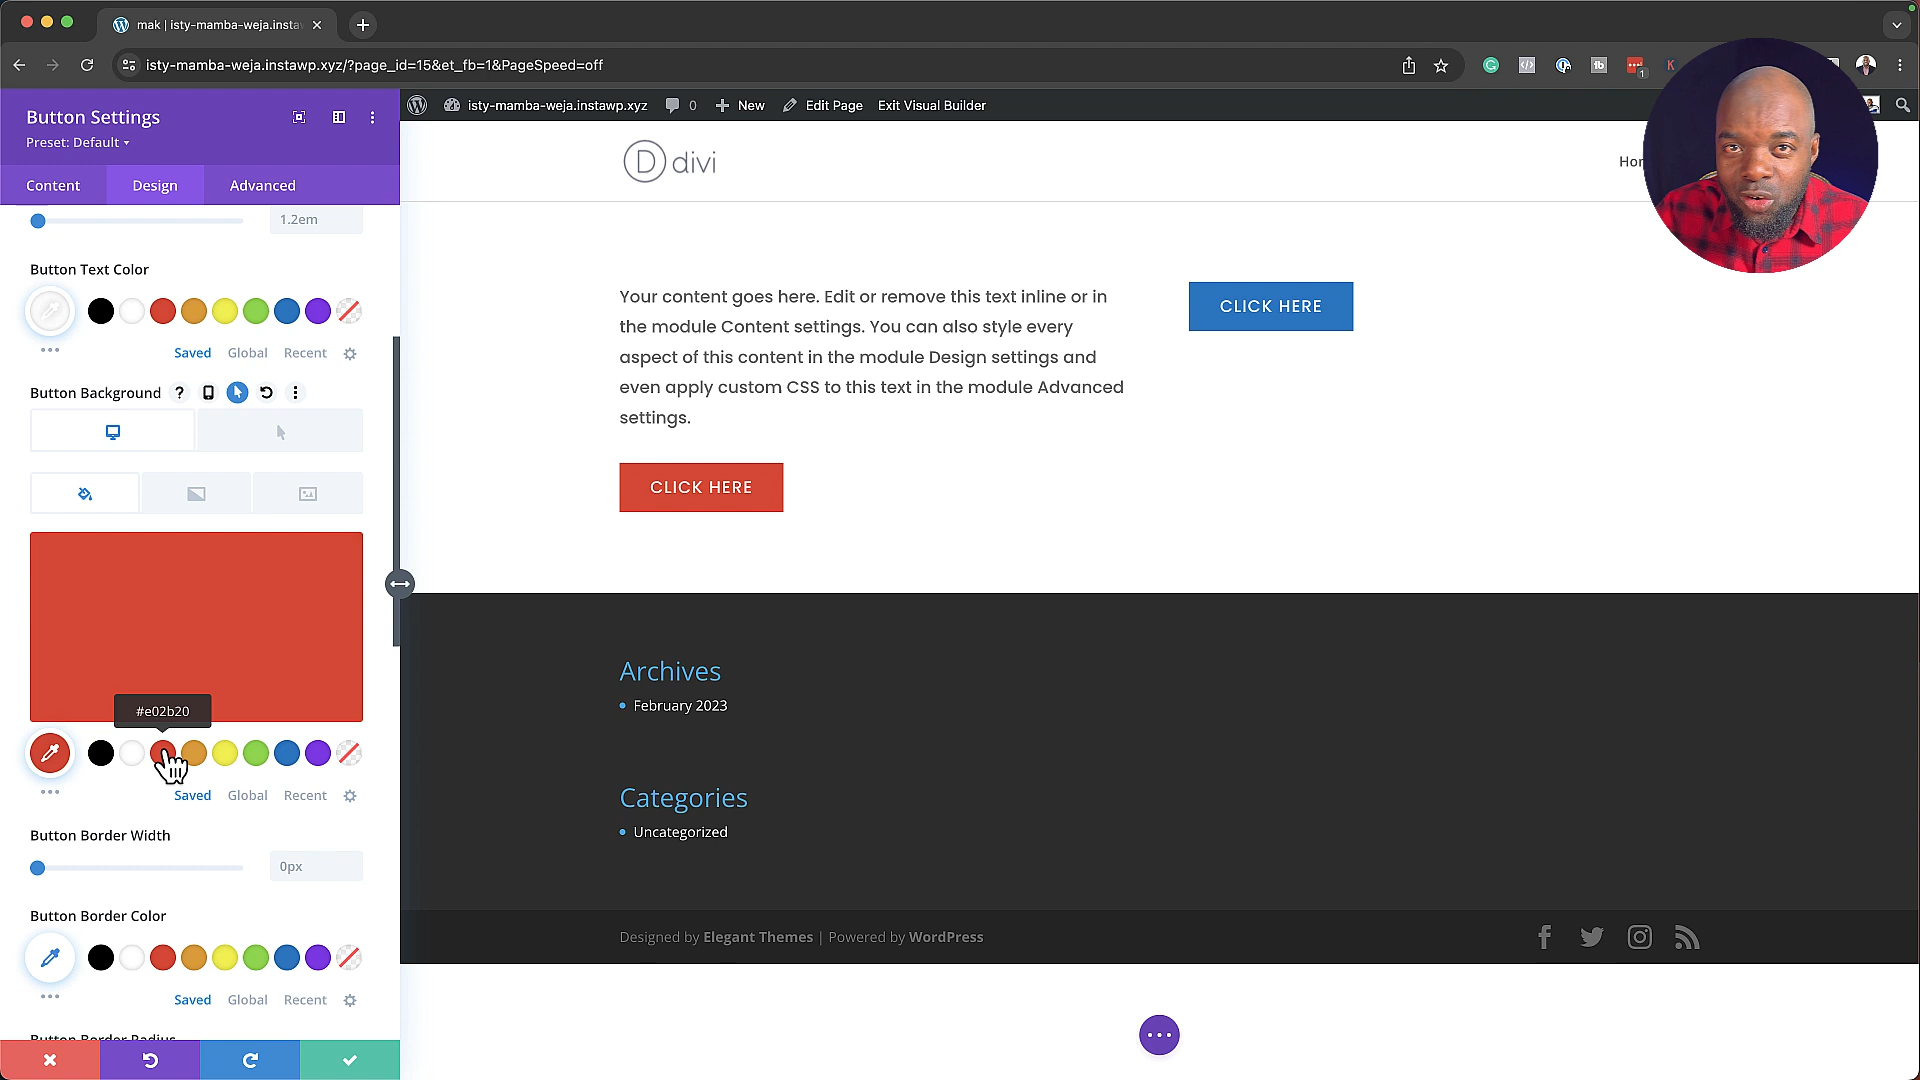 mak | isty-mamba-weja.insta
isty-mamba-weja.instawp.xyz/?page_id=15&et_fb=1&PageSpeed=off
1
K
isty-mamba-weja.instawp.xyz
0
New
Edit Page
Exit Visual Builder
Button Settings
Preset: Default
Content
Design
Advanced
1.2em
Button Text Color
Saved
Global
Recent
Button Background
?
#e02b20
Saved
Global
Recent
Button Border Width
0px
Button Border Color
Saved
Global
Recent
Button Border Radius
D divi
Hom
Your content goes here. Edit or remove this text inline or in
the module Content settings. You can also style every
aspect of this content in the module Design settings and
even apply custom CSS to this text in the module Advanced
settings.
CLICK HERE
CLICK HERE
Archives
February 2023
Categories
Uncategorized
Designed by Elegant Themes | Powered by WordPress